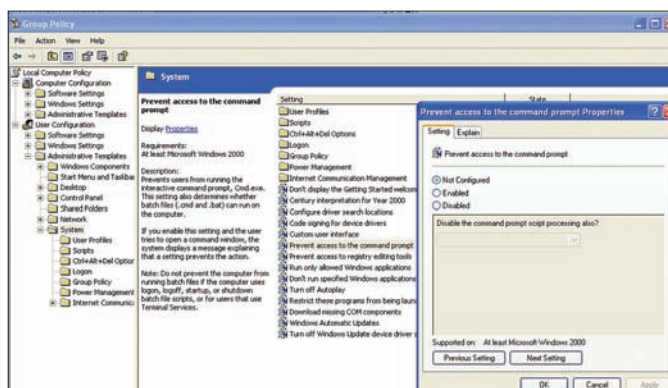 Group Policy
File Action View Help
Local Computer Policy
Computer Configuration
Software Settings
Windows Settings
Administrative Templates
User Configuration
Software Settings
Windows Settings
Administrative Templates
Windows Components
Start Menu and Taskbar
Desktop
Control Panel
Shared Folders
Network
System
User Profiles
Scripts
Ctrl+Alt+Del Option
Logon
Group Policy
Power Management
Internet Communic
System
Prevent access to the command
prompt
Display Properties
Requirements:
At least Microsoft Windows 2000
Description:
Prevents users from running the
interactive command prompt, Cmd.exe.
This setting also determines whether
batch files (.cmd and .bat) can run on
the computer.
If you enable this setting and the user
tries to open a command window, the
system displays a message explaining
that a setting prevents the action.
Note: Do not prevent the computer from
running batch files if the computer uses
logon, logoff, startup, or shutdown
batch file scripts, or for users that use
Terminal Services.
Setting State
User Profiles
Scripts
Ctrl+Alt+Del Options
Logon
Group Policy
Power Management
Internet Communication Management
Don't display the Getting Started welcom
Century interpretation for Year 2000
Configure driver search locations
Code signing for device drivers
Custom user interface
Prevent access to the command prompt
Prevent access to registry editing tools
Run only allowed Windows applications
Don't run specified Windows applications
Turn off Autoplay
Restrict these programs from being laun
Download missing COM components
Windows Automatic Updates
Turn off Windows Update device driver s
Prevent access to the command prompt Properties
Setting Explain
Prevent access to the command prompt
Not Configured
Enabled
Disabled
Disable the command prompt script processing also?
Supported on: At least Microsoft Windows 2000
Previous Setting Next Setting
OK Cancel Apply